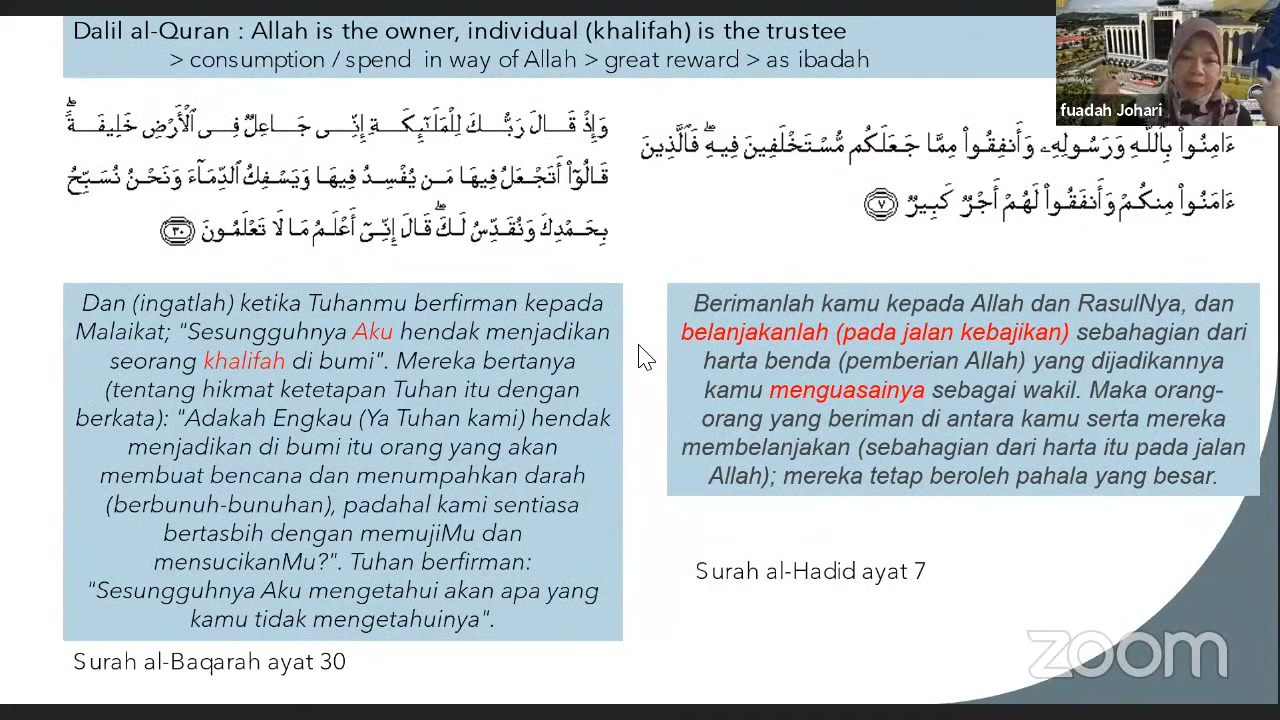 Dalil al-Quran : Allah is the owner, individual (khalifah) is the trustee
> consumption / spend in way of Allah > great reward > as ibadah
fuadah Johari
وَإِذْ قَالَ رَبُّكَ لِلْمَلَـٰٓئِكَةِ إِنِّى جَاعِلٌ فِى ٱلْأَرْضِ خَلِيفَةً ۖ
قَالُوٓا۟ أَتَجْعَلُ فِيهَا مَن يُفْسِدُ فِيهَا وَيَسْفِكُ ٱلدِّمَآءَ وَنَحْنُ نُسَبِّحُ
بِحَمْدِكَ وَنُقَدِّسُ لَكَ ۖ قَالَ إِنِّىٓ أَعْلَمُ مَا لَا تَعْلَمُونَ ٣٠
ءَامِنُوا۟ بِٱللَّهِ وَرَسُولِهِۦ وَأَنفِقُوا۟ مِمَّا جَعَلَكُم مُّسْتَخْلَفِينَ فِيهِ ۖ فَٱلَّذِينَ
ءَامَنُوا۟ مِنكُمْ وَأَنفَقُوا۟ لَهُمْ أَجْرٌ كَبِيرٌ ٧
Dan (ingatlah) ketika Tuhanmu berfirman kepada
Malaikat; "Sesungguhnya Aku hendak menjadikan
seorang khalifah di bumi". Mereka bertanya
(tentang hikmat ketetapan Tuhan itu dengan
berkata): "Adakah Engkau (Ya Tuhan kami) hendak
menjadikan di bumi itu orang yang akan
membuat bencana dan menumpahkan darah
(berbunuh-bunuhan), padahal kami sentiasa
bertasbih dengan memujiMu dan
mensucikanMu?". Tuhan berfirman:
"Sesungguhnya Aku mengetahui akan apa yang
kamu tidak mengetahuinya".
Surah al-Baqarah ayat 30
Berimanlah kamu kepada Allah dan RasulNya, dan
belanjakanlah (pada jalan kebajikan) sebahagian dari
harta benda (pemberian Allah) yang dijadikannya
kamu menguasainya sebagai wakil. Maka orang-
orang yang beriman di antara kamu serta mereka
membelanjakan (sebahagian dari harta itu pada jalan
Allah); mereka tetap beroleh pahala yang besar.
Surah al-Hadid ayat 7
zoom